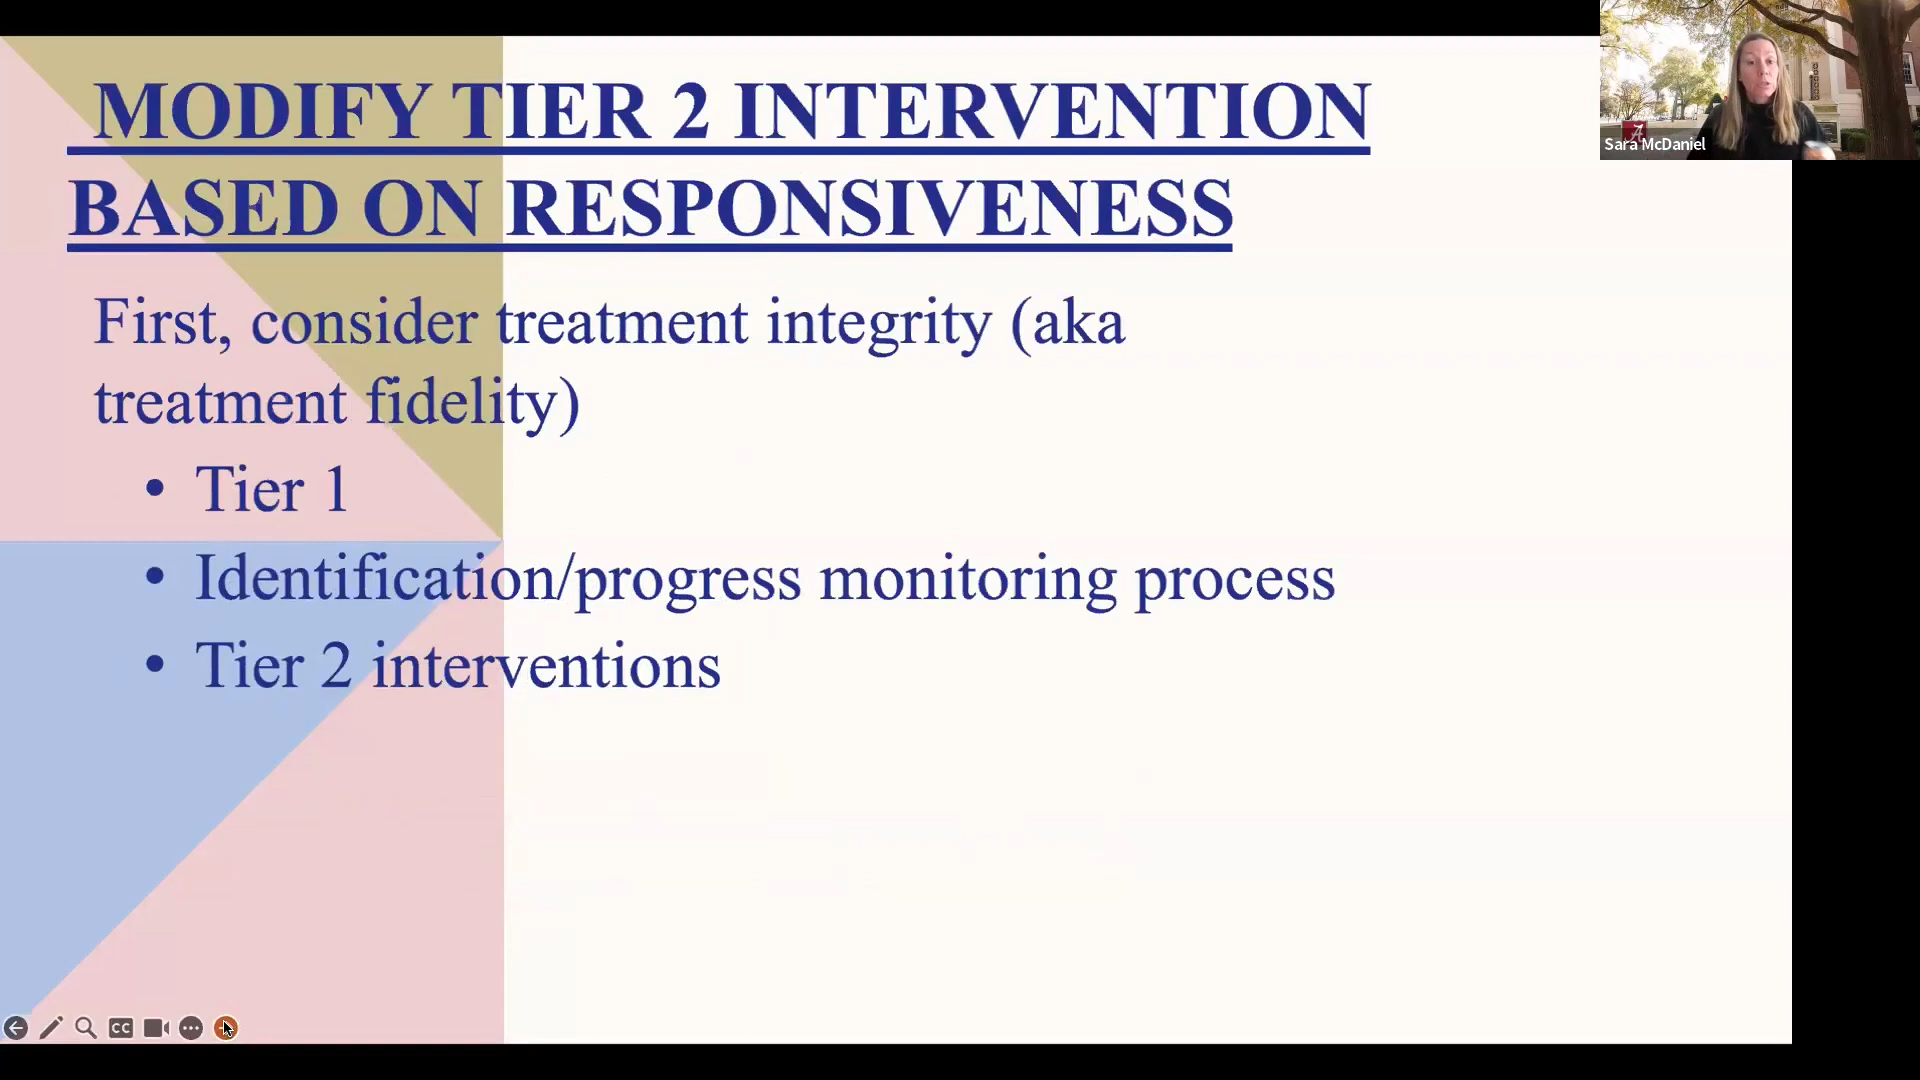 MODIFY TIER 2 INTERVENTION
BASED ON RESPONSIVENESS
First, consider treatment integrity (aka
treatment fidelity)
• Tier 1
• Identification/progress monitoring process
• Tier 2 interventions
A
Sara McDaniel
CC